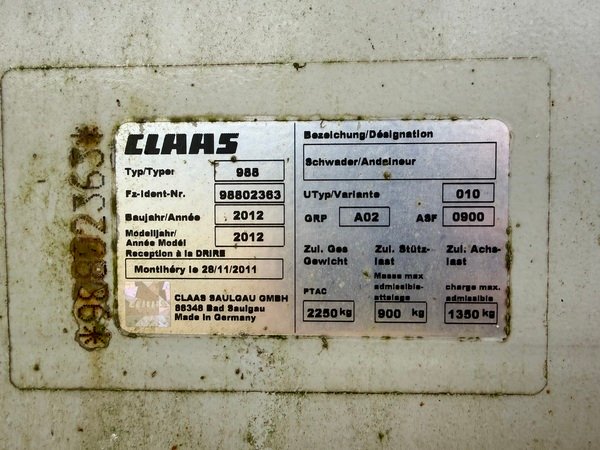 *98802363*
CLAAS
Typ/Typer 988
Fz-Ident-Nr. 98802363
Baujahr/Année 2012
Modelljahr/
Année Modél 2012
Reception à la DRIRE
Montlhéry le 28/11/2011
CLAAS SAULGAU GMBH
88348 Bad Saulgau
Made in Germany
Bezeichung/Désignation
Schwader/Andaineur
UTyp/Variante 010
GRP A02 ASF 0900
Zul. Ges Gewicht
PTAC
2250 kg
Zul. Stütz-
last
Masse max
admissible-
attelage
900 kg
Zul. Achs-
last
charge max.
admissible
1350 kg